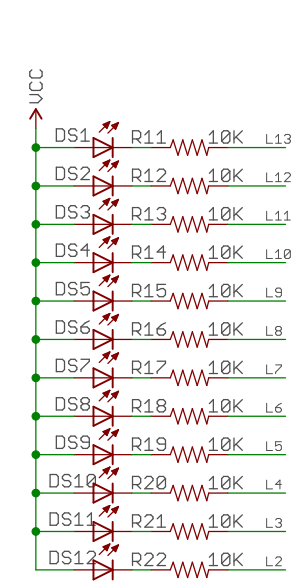 VCC
DS1 R11 10K L13
DS2 R12 10K L12
DS3 R13 10K L11
DS4 R14 10K L10
DS5 R15 10K L9
DS6 R16 10K L8
DS7 R17 10K L7
DS8 R18 10K L6
DS9 R19 10K L5
DS10 R20 10K L4
DS11 R21 10K L3
DS12 R22 10K L2